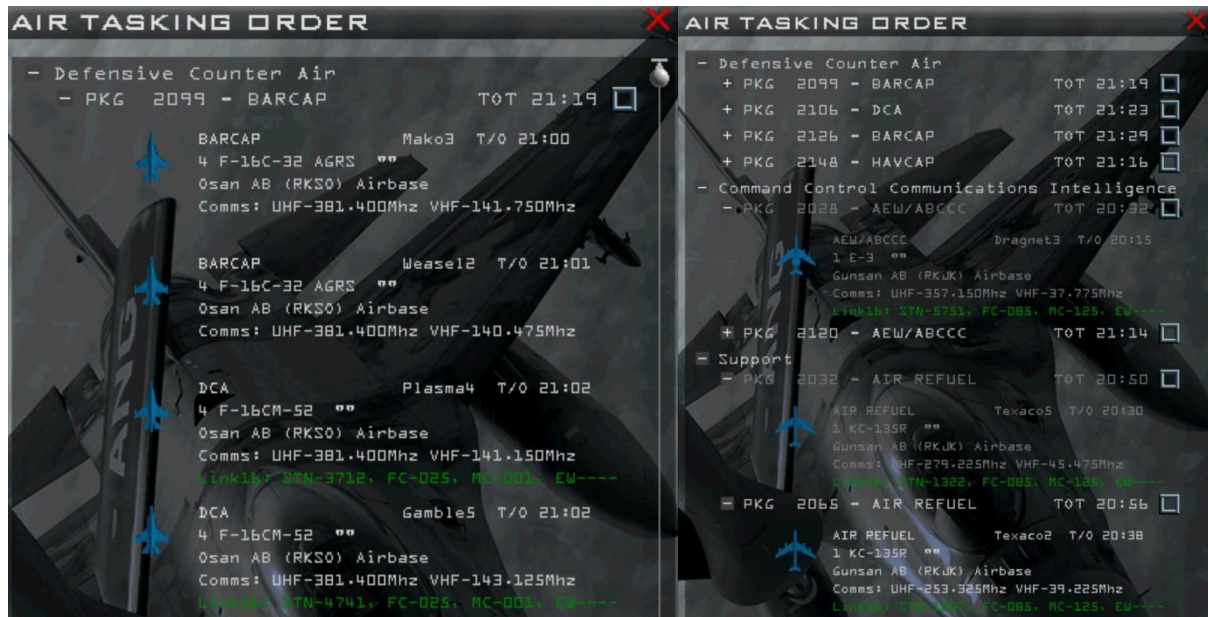 AIR TASKING ORDER
- Defensive Counter Air
- PKG 2099 - BARCAP TOT 21:19
BARCAP Mako3 T/O 21:00
4 F-16C-32 AGRS ""
Osan AB (RKSO) Airbase
Comms: UHF-381.400Mhz VHF-141.750Mhz
BARCAP Weasel2 T/O 21:01
4 F-16C-32 AGRS ""
Osan AB (RKSO) Airbase
Comms: UHF-381.400Mhz VHF-140.475Mhz
DCA Plasma4 T/O 21:02
4 F-16CM-52 ""
Osan AB (RKSO) Airbase
Comms: UHF-381.400Mhz VHF-141.150Mhz
Link16: STN-3712, FC-025, MC-001, EW----
DCA Gamble5 T/O 21:02
4 F-16CM-52 ""
Osan AB (RKSO) Airbase
Comms: UHF-381.400Mhz VHF-143.125Mhz
Link16: STN-4741, FC-025, MC-001, EW----
ANG
AIR TASKING ORDER
- Defensive Counter Air
+ PKG 2099 - BARCAP TOT 21:19
+ PKG 2106 - DCA TOT 21:23
+ PKG 2126 - BARCAP TOT 21:29
+ PKG 2148 - HAVCAP TOT 21:16
- Command Control Communications Intelligence
- PKG 2028 - AEW/ABCCC TOT 20:32
AEW/ABCCC Dragnet3 T/O 20:15
1 E-3 ""
Gunsan AB (RKJK) Airbase
Comms: UHF-357.150Mhz VHF-37.775Mhz
Link16: STN-5751, FC-085, MC-125, EW----
+ PKG 2120 - AEW/ABCCC TOT 21:14
- Support
- PKG 2032 - AIR REFUEL TOT 20:50
AIR REFUEL Texaco5 T/O 20:30
1 KC-135R ""
Gunsan AB (RKJK) Airbase
Comms: UHF-279.225Mhz VHF-45.475Mhz
Link16: STN-1322, FC-085, MC-125, EW----
- PKG 2065 - AIR REFUEL TOT 20:56
AIR REFUEL Texaco2 T/O 20:38
1 KC-135R ""
Gunsan AB (RKJK) Airbase
Comms: UHF-253.325Mhz VHF-39.225Mhz
Link16: FC-085, MC-125, EW----
ANG